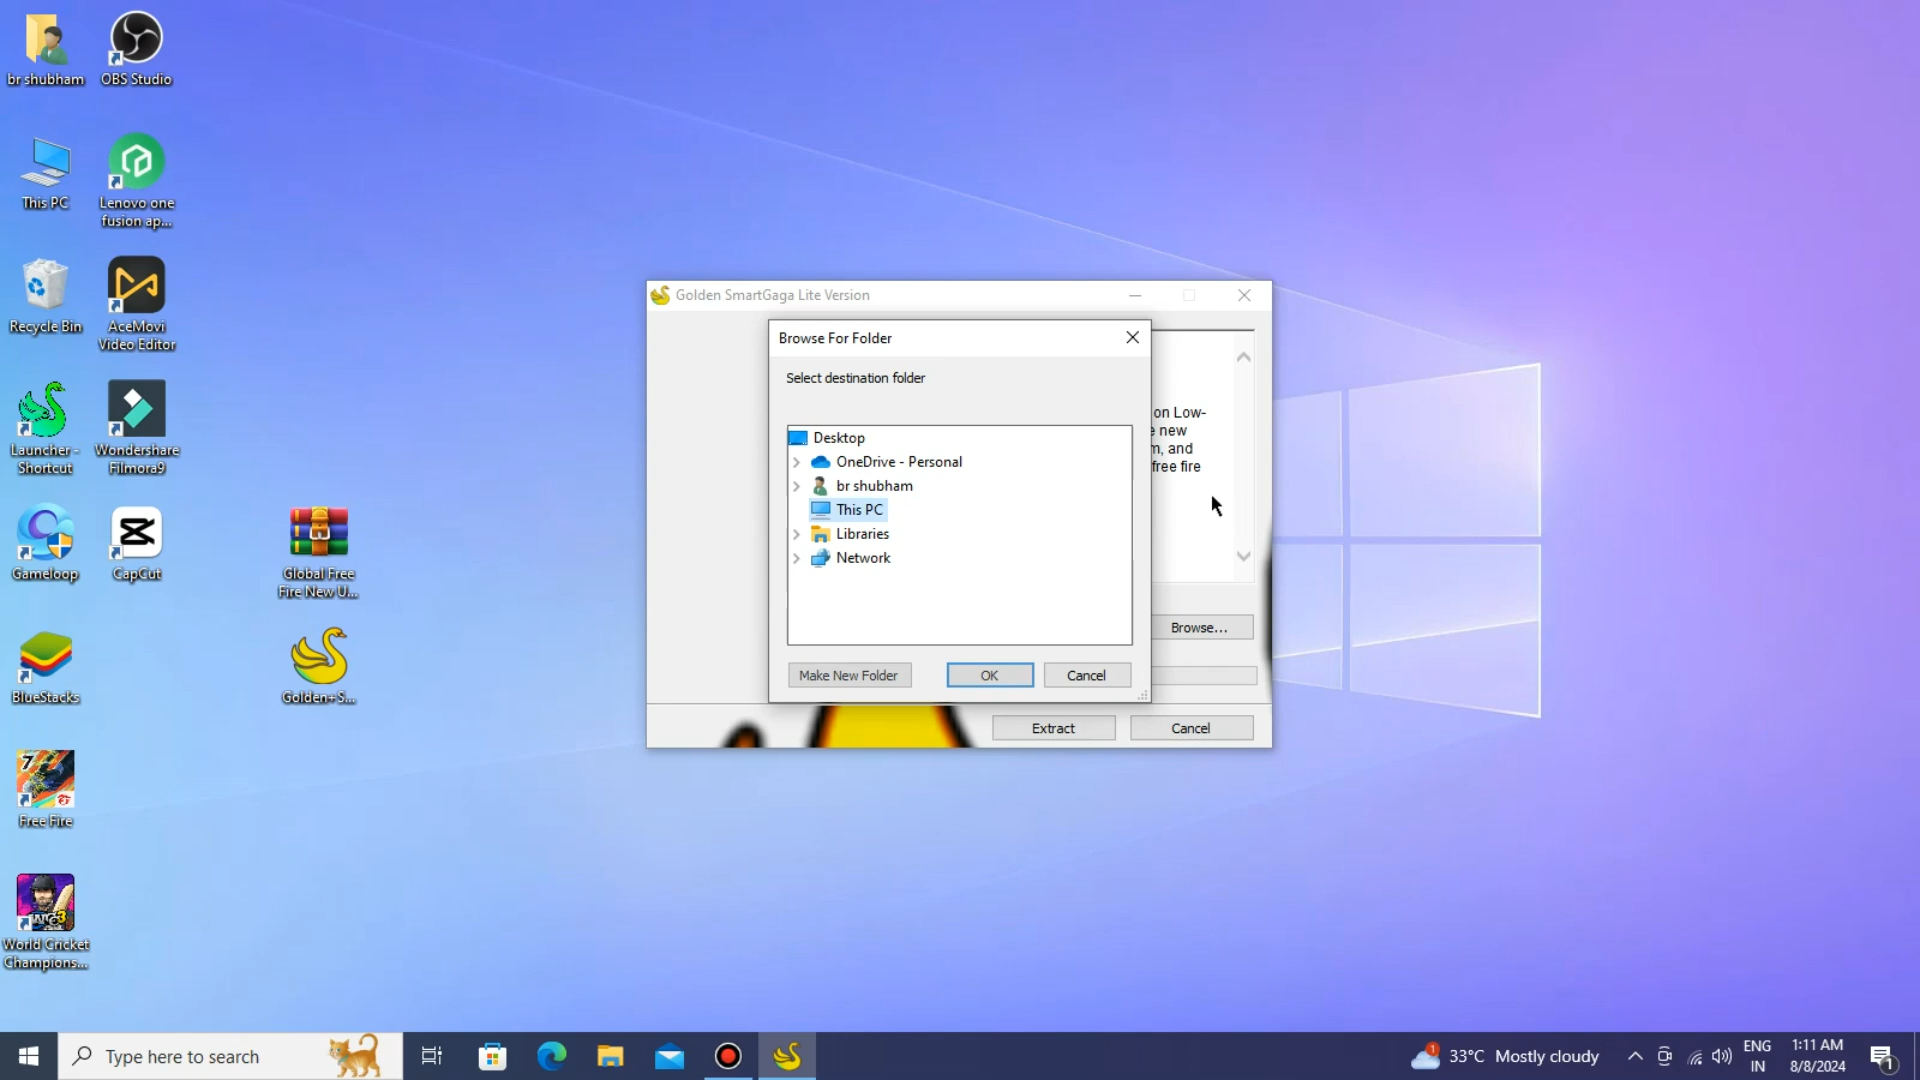 br shubham
OBS Studio
This PC
Lenovo one
fusion ap...
Recycle Bin
AceMovi
Video Editor
Launcher -
Shortcut
Wondershare
Filmora9
Gameloop
CapCut
Global Free
Fire New U...
BlueStacks
Golden+S...
7
Free Fire
WC3
World Cricket
Champions...
Golden SmartGaga Lite Version
Browse For Folder
Select destination folder
Desktop
OneDrive - Personal
br shubham
This PC
Libraries
Network
Make New Folder
OK
Cancel
on Low-
e new
m, and
free fire
Browse...
Extract
Cancel
Type here to search
1
33°C Mostly cloudy
ENG
IN
1:11 AM
8/8/2024
1